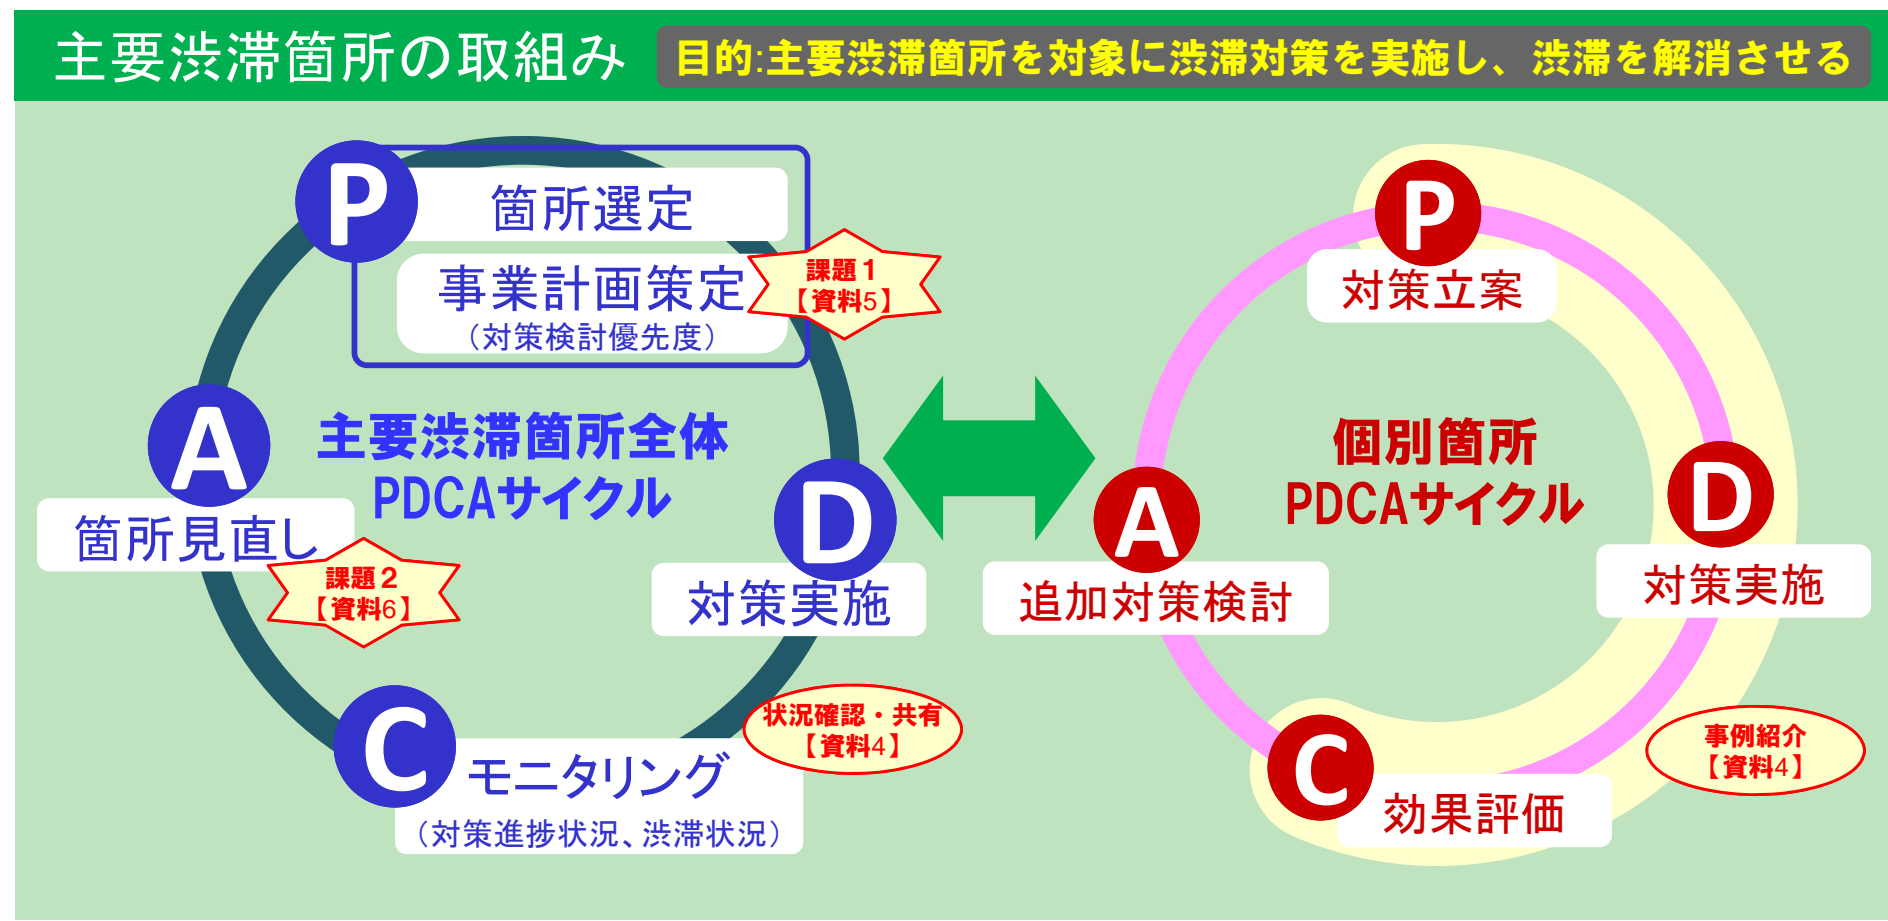 主要渋滞箇所の取組み
目的:主要渋滞箇所を対象に渋滞対策を実施し、渋滞を解消させる
P
箇所選定
事業計画策定
（対策検討優先度）
課題１
【資料5】
A
箇所見直し
課題２
【資料6】
主要渋滞箇所全体
PDCAサイクル
D
対策実施
C
モニタリング
（対策進捗状況、渋滞状況）
状況確認・共有
【資料4】
P
対策立案
個別箇所
PDCAサイクル
A
追加対策検討
D
対策実施
C
効果評価
事例紹介
【資料4】